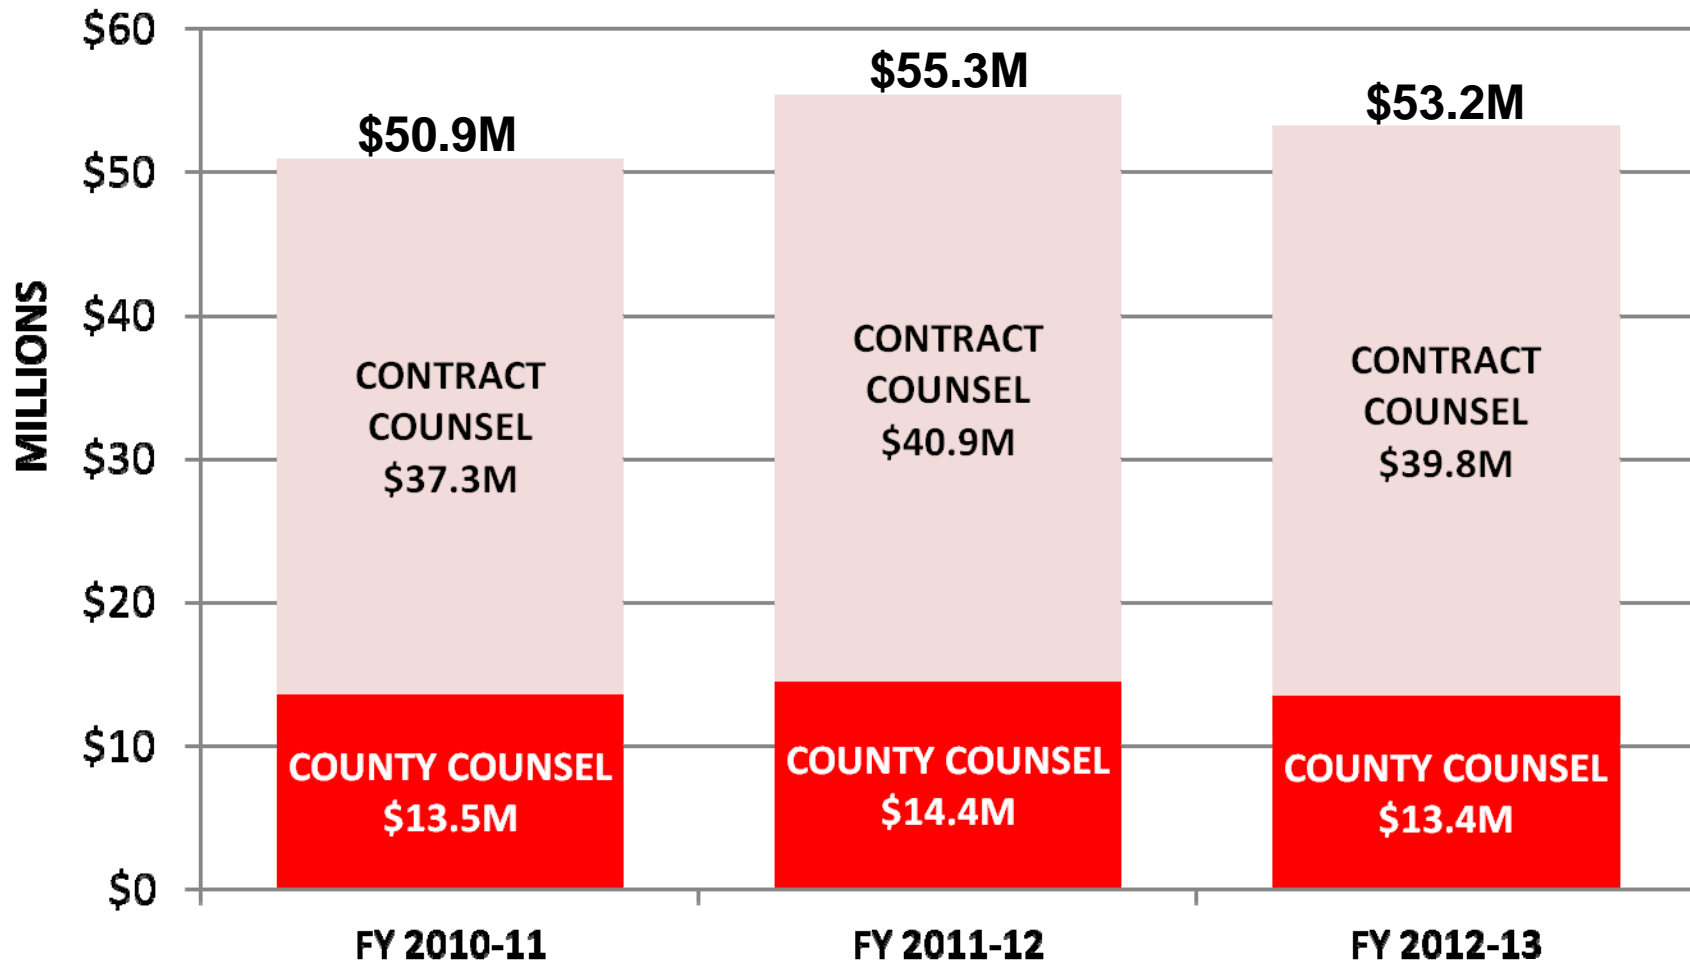 $60
$50
$40
$30
$20
$10
$0
MILLIONS
$50.9M
CONTRACT
COUNSEL
$37.3M
COUNTY COUNSEL
$13.5M
$55.3M
CONTRACT
COUNSEL
$40.9M
COUNTY COUNSEL
$14.4M
$53.2M
CONTRACT
COUNSEL
$39.8M
COUNTY COUNSEL
$13.4M
FY 2010-11
FY 2011-12
FY 2012-13